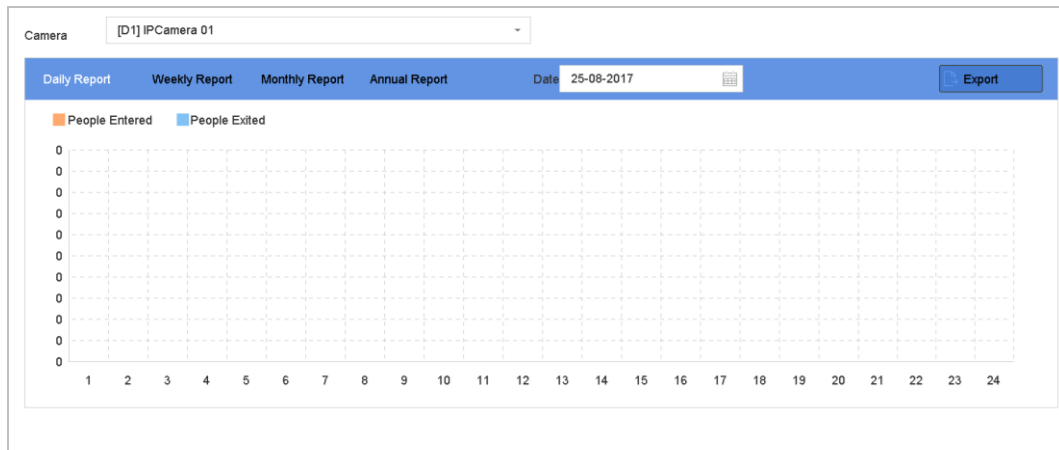 Camera [D1] IPCamera 01
Daily Report Weekly Report Monthly Report Annual Report Date 25-08-2017 Export
People Entered People Exited
0
0
0
0
0
0
0
0
0
0
0
1 2 3 4 5 6 7 8 9 10 11 12 13 14 15 16 17 18 19 20 21 22 23 24